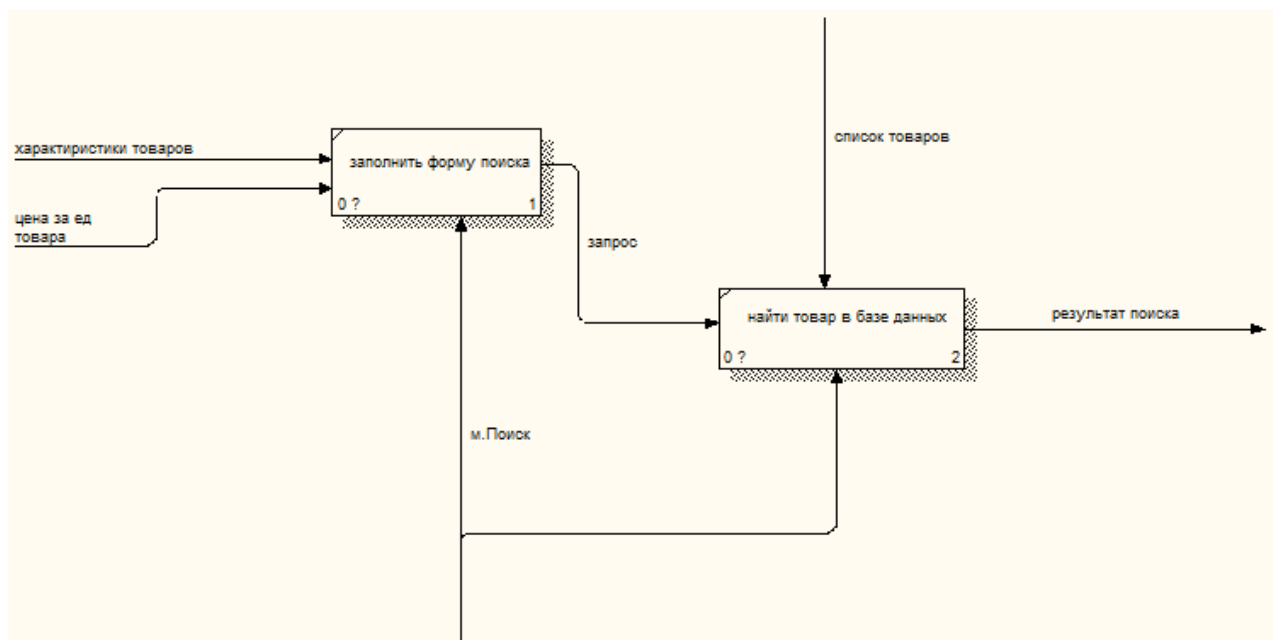 характиристики товаров
цена за ед
товара
заполнить форму поиска
0 ?
1
запрос
список товаров
найти товар в базе данных
0 ?
2
результат поиска
м.Поиск